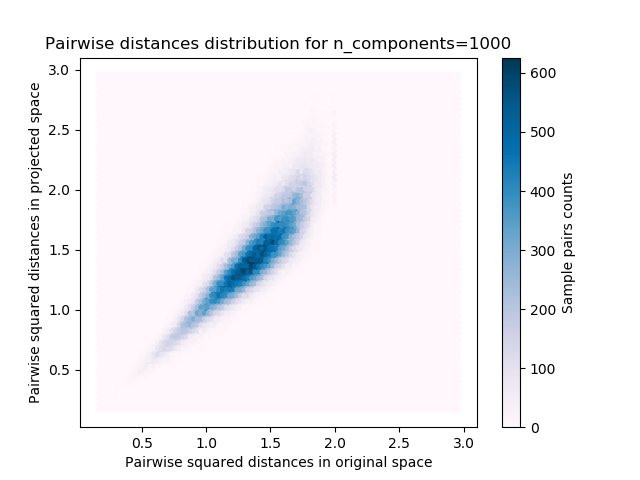 Pairwise distances distribution for n_components=1000
Pairwise squared distances in projected space
3.0
2.5
2.0
1.5
1.0
0.5
0.5 1.0 1.5 2.0 2.5 3.0
Pairwise squared distances in original space
600
500
400
300
200
100
0
Sample pairs counts